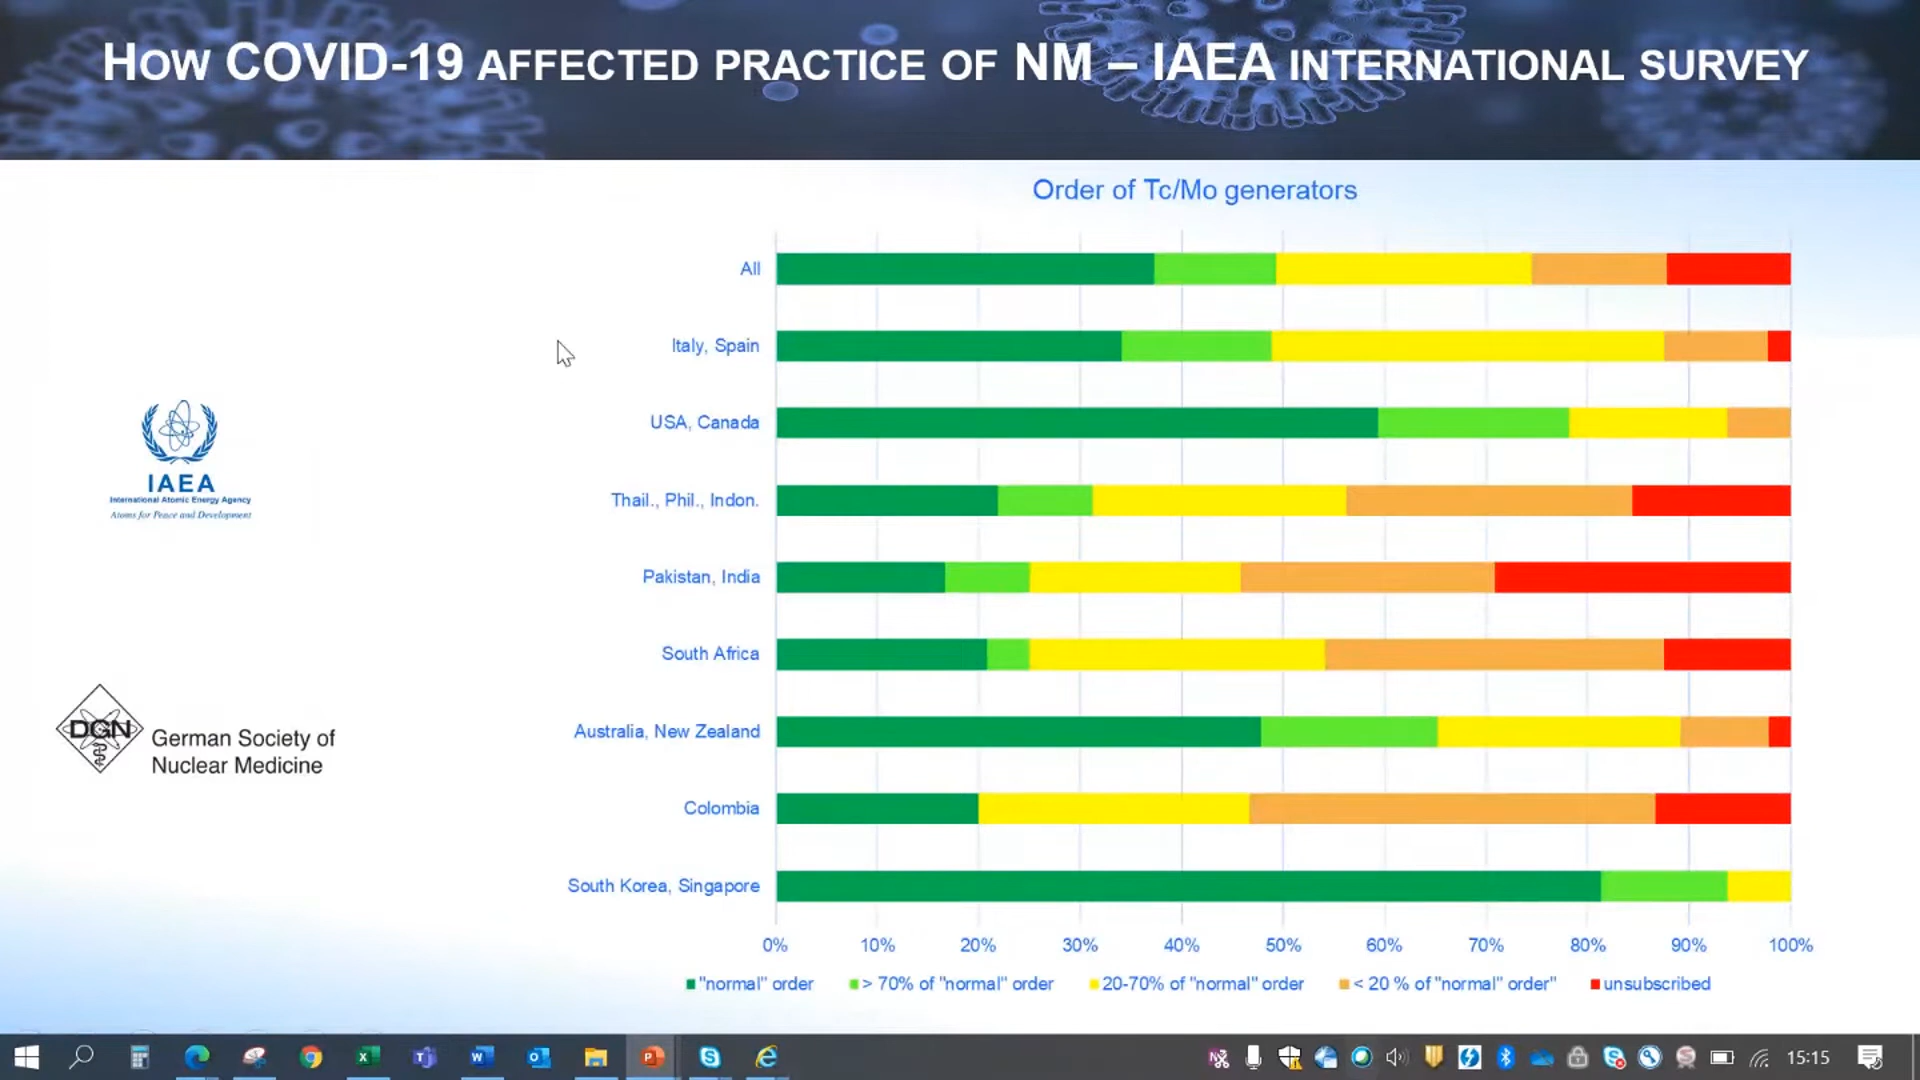 HOW COVID-19 AFFECTED PRACTICE OF NM – IAEA INTERNATIONAL SURVEY
Order of Tc/Mo generators
All
Italy, Spain
USA, Canada
Thail., Phil., Indon.
Pakistan, India
South Africa
Australia, New Zealand
Colombia
South Korea, Singapore
0% 10% 20% 30% 40% 50% 60% 70% 80% 90% 100%
"normal" order > 70% of "normal" order 20-70% of "normal" order < 20 % of "normal" order" unsubscribed
IAEA
International Atomic Energy Agency
Atoms for Peace and Development
DGN
German Society of
Nuclear Medicine
15:15